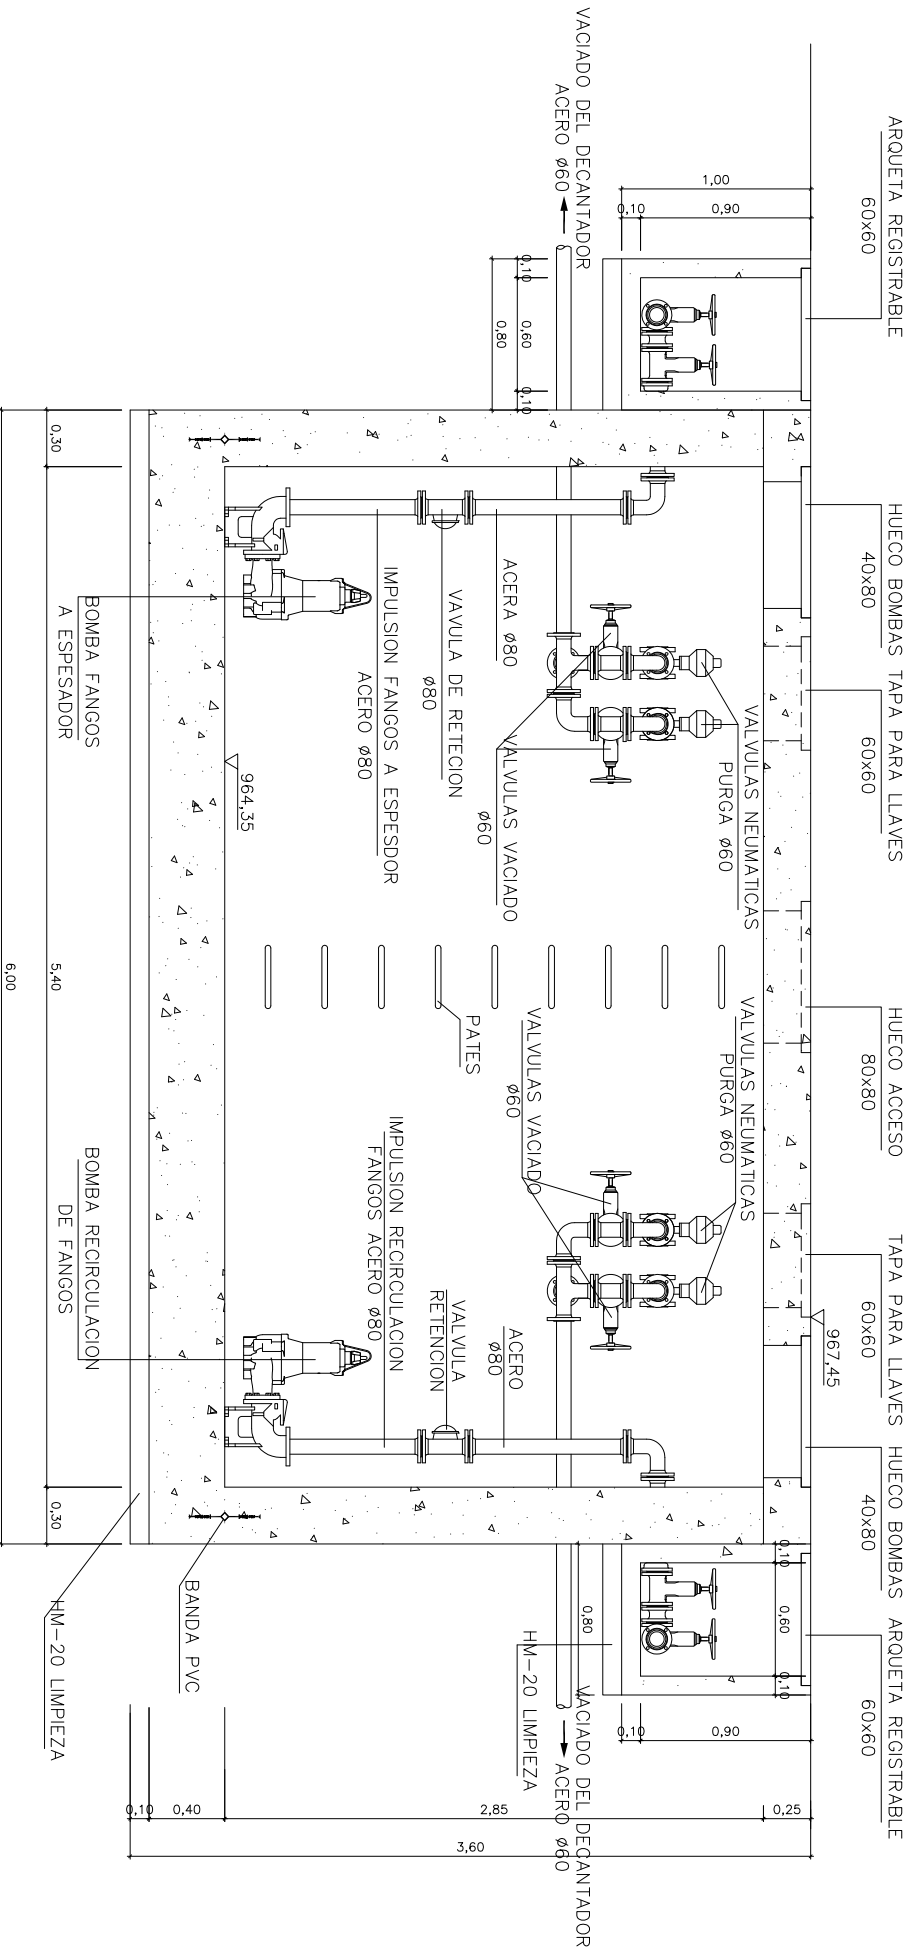 ARQUETA REGISTRABLE
60x60
HUECO BOMBAS
40x80
TAPA PARA LLAVES
60x60
HUECO ACCESO
80x80
TAPA PARA LLAVES
60x60
HUECO BOMBAS
40x80
ARQUETA REGISTRABLE
60x60
967,45
1,00
0,10
0,90
VACIADO DEL DECANTADOR
ACERO Ø60
0,10
0,60
0,10
0,80
VALVULAS NEUMATICAS
PURGA Ø60
VALVULAS NEUMATICAS
PURGA Ø60
0,10
0,60
0,10
0,80
0,10
0,90
VACIADO DEL DECANTADOR
ACERO Ø60
HM-20 LIMPIEZA
ACERA Ø80
VALVULAS VACIADO
Ø60
VALVULAS VACIADO
Ø60
ACERO
Ø80
VAVULA DE RETECION
Ø80
PATES
VALVULA
RETENCION
IMPULSION FANGOS A ESPESDOR
ACERO Ø80
IMPULSION RECIRCULACION
FANGOS ACERO Ø80
964,35
BANDA PVC
BOMBA FANGOS
A ESPESADOR
BOMBA RECIRCULACION
DE FANGOS
HM-20 LIMPIEZA
0,25
2,85
0,40
0,10
3,60
0,30
5,40
0,30
6,00